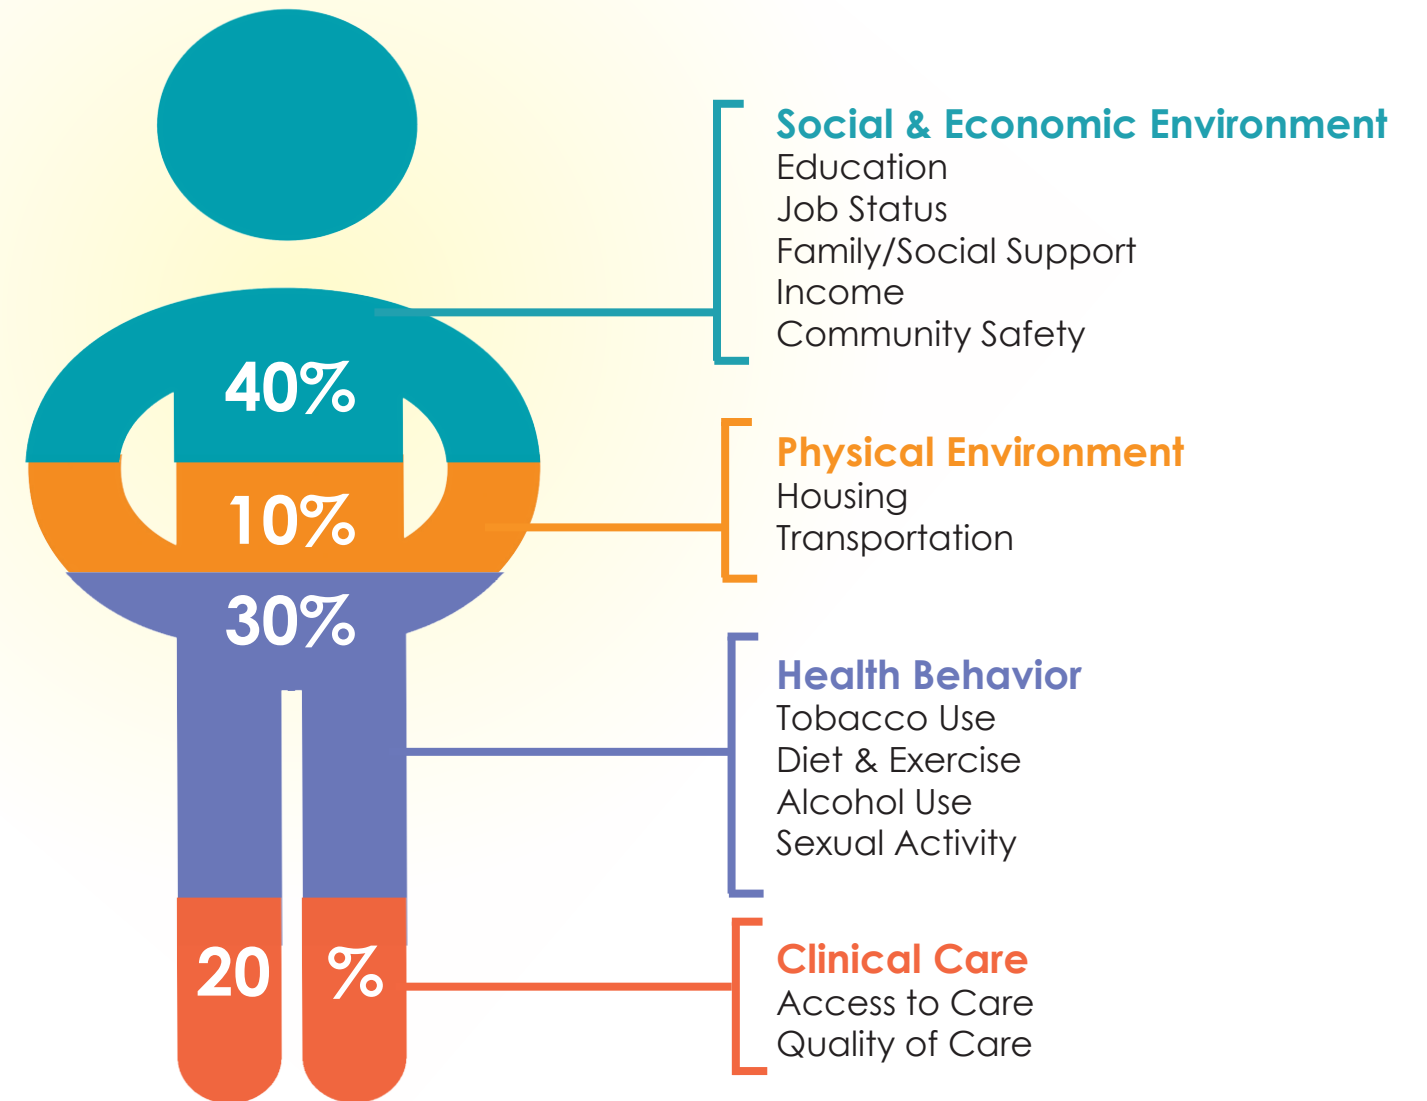 Social & Economic Environment
Education
Job Status
Family/Social Support
Income
Community Safety
40%
Physical Environment
Housing
Transportation
10%
30%
Health Behavior
Tobacco Use
Diet & Exercise
Alcohol Use
Sexual Activity
20 %
Clinical Care
Access to Care
Quality of Care